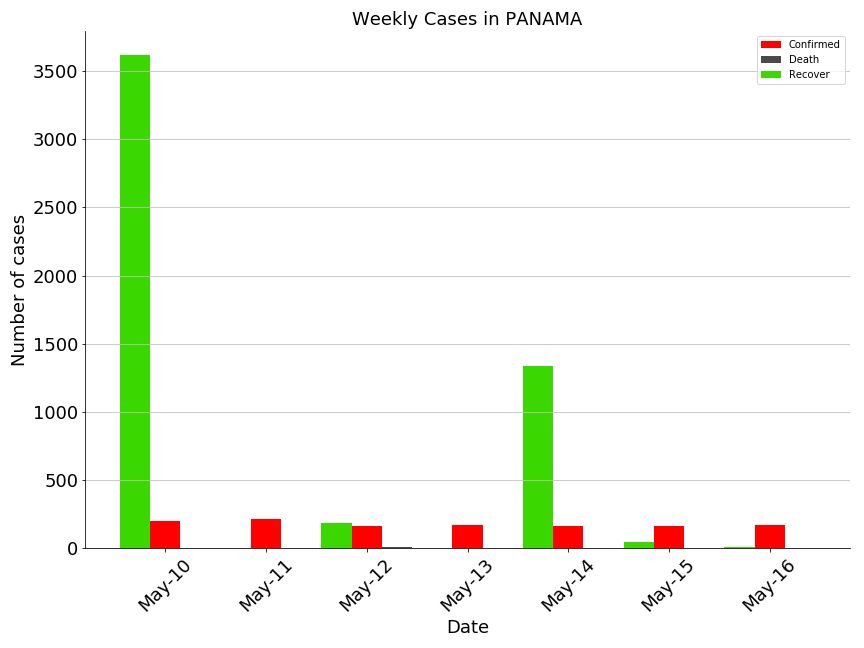 Weekly Cases in PANAMA
Confirmed
Death
Recover
Number of cases
3500
3000
2500
2000
1500
1000
500
0
May-10
May-11
May-12
May-13
May-14
May-15
May-16
Date